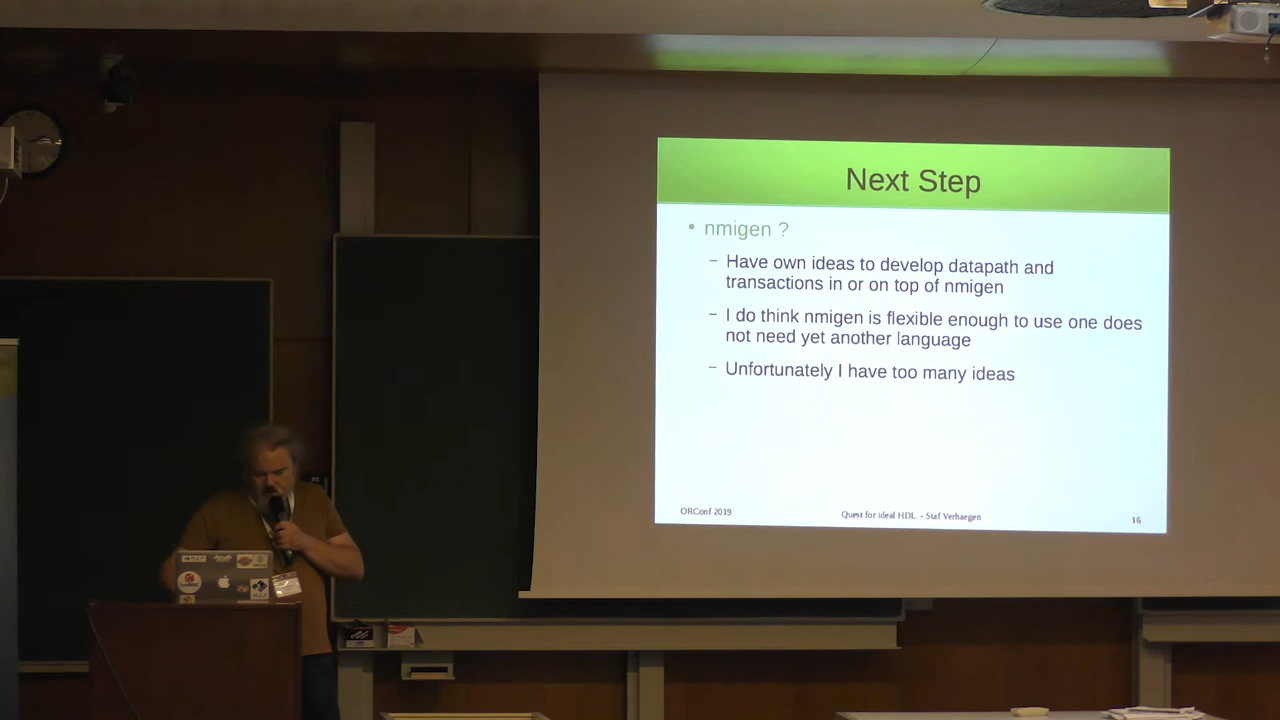 Next Step
• nmigen ?
– Have own ideas to develop datapath and
transactions in or on top of nmigen
– I do think nmigen is flexible enough to use one does
not need yet another language
– Unfortunately I have too many ideas
ORConf 2019
Quest for ideal HDL - Staf Verhaegen
16